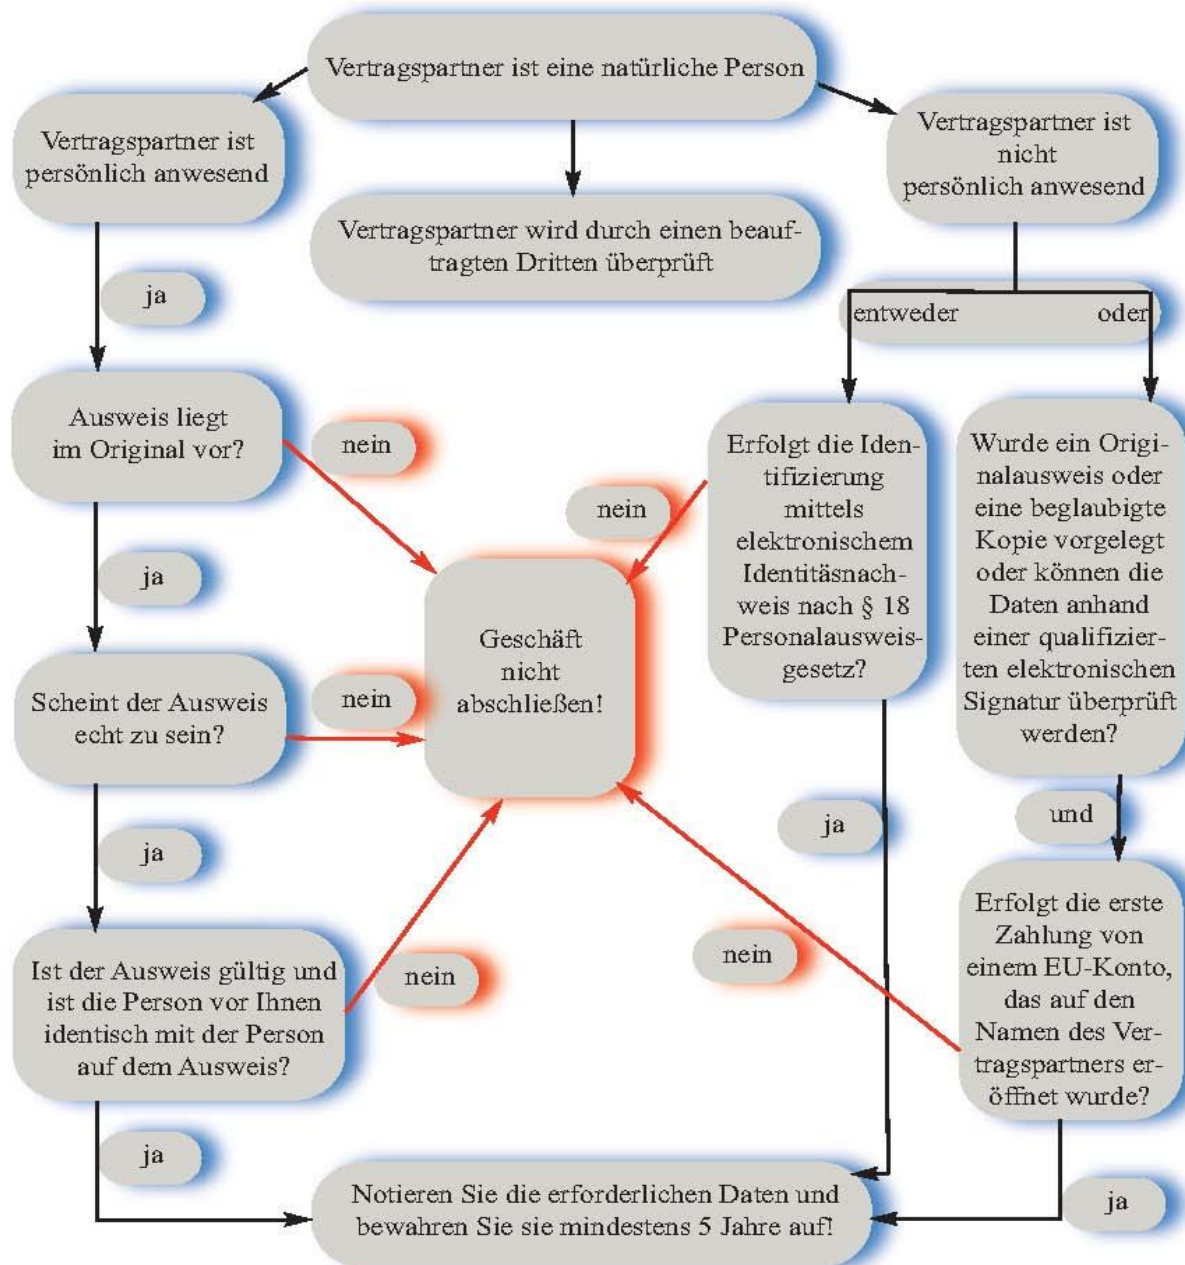 Vertragspartner ist eine natürliche Person
Vertragspartner ist
persönlich anwesend
Vertragspartner ist
nicht
persönlich anwesend
Vertragspartner wird durch einen beauf-
tragten Dritten überprüft
ja
entweder
oder
Ausweis liegt
im Original vor?
nein
Erfolgt die Iden-
tifizierung
mittels
elektronischem
Identitäsnach-
weis nach § 18
Personalausweis-
gesetz?
Wurde ein Origi-
nalausweis oder
eine beglaubigte
Kopie vorgelegt
oder können die
Daten anhand
einer qualifizier-
ten elektronischen
Signatur überprüft
werden?
nein
ja
Geschäft
nicht
abschließen!
Scheint der Ausweis
echt zu sein?
nein
ja
ja
und
Ist der Ausweis gültig und
ist die Person vor Ihnen
identisch mit der Person
auf dem Ausweis?
nein
nein
Erfolgt die erste
Zahlung von
einem EU-Konto,
das auf den
Namen des Ver-
tragspartners er-
öffnet wurde?
ja
Notieren Sie die erforderlichen Daten und
bewahren Sie sie mindestens 5 Jahre auf!
ja